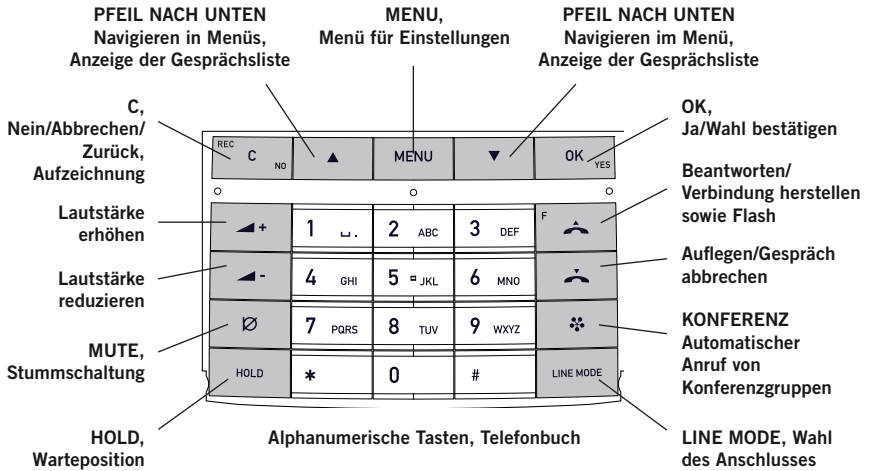 PFEIL NACH UNTEN
Navigieren in Menüs,
Anzeige der Gesprächsliste
MENU,
Menü für Einstellungen
PFEIL NACH UNTEN
Navigieren im Menü,
Anzeige der Gesprächsliste
C,
Nein/Abbrechen/
Zurück,
Aufzeichnung
Lautstärke
erhöhen
Lautstärke
reduzieren
MUTE,
Stummschaltung
HOLD,
Warteposition
REC C NO ▲ MENU ▼ OK YES
+ 1 ␣ . 2 ABC 3 DEF F
- 4 GHI 5 JKL 6 MNO
7 PQRS 8 TUV 9 WXYZ
HOLD * 0 # LINE MODE
Alphanumerische Tasten, Telefonbuch
OK,
Ja/Wahl bestätigen
Beantworten/
Verbindung herstellen
sowie Flash
Auflegen/Gespräch
abbrechen
KONFERENZ
Automatischer
Anruf von
Konferenzgruppen
LINE MODE, Wahl
des Anschlusses